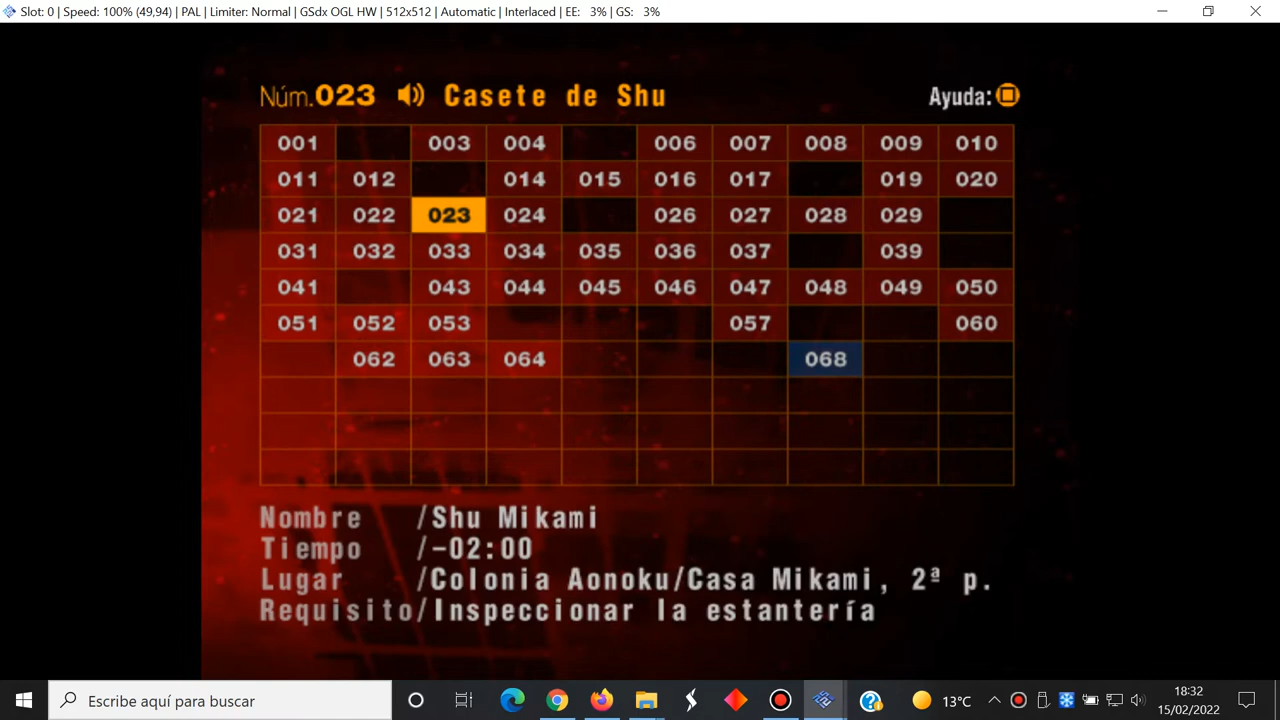 Slot: 0 | Speed: 100% (49,94) | PAL | Limiter: Normal | GSdx OGL HW | 512x512 | Automatic | Interlaced | EE: 3% | GS: 3%
Núm.023 Casete de Shu Ayuda:
001 003 004 006 007 008 009 010
011 012 014 015 016 017 019 020
021 022 023 024 026 027 028 029
031 032 033 034 035 036 037 039
041 043 044 045 046 047 048 049 050
051 052 053 057 060
062 063 064 068
Nombre /Shu Mikami
Tiempo /-02:00
Lugar /Colonia Aonoku/Casa Mikami, 2ª p.
Requisito/Inspeccionar la estantería
Escribe aquí para buscar 13°C 18:32
15/02/2022